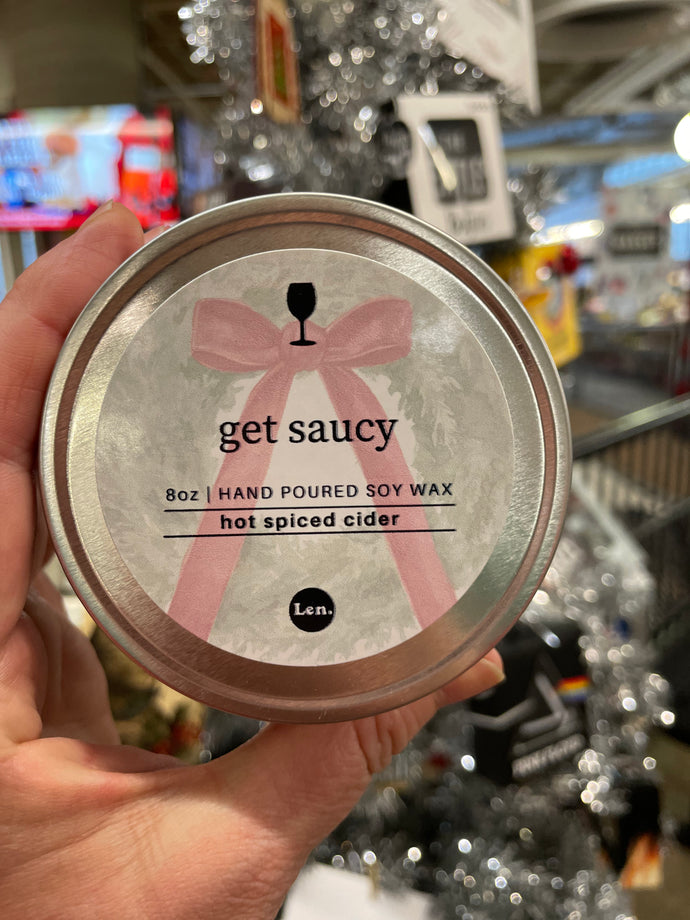 get saucy
8oz | HAND POURED SOY WAX
hot spiced cider
Len.